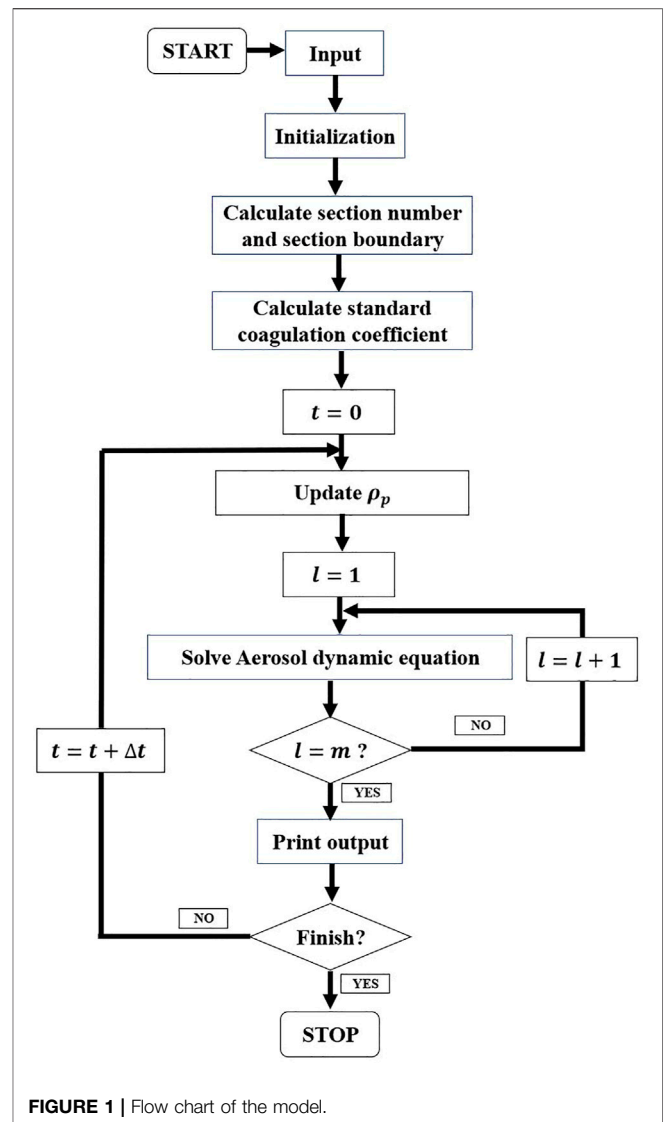 START
Input
Initialization
Calculate section number
and section boundary
Calculate standard
coagulation coefficient
t = 0
Update ρp
l = 1
Solve Aerosol dynamic equation
l = l + 1
l = m ?
NO
t = t + Δt
YES
Print output
Finish?
NO
YES
STOP
FIGURE 1 | Flow chart of the model.